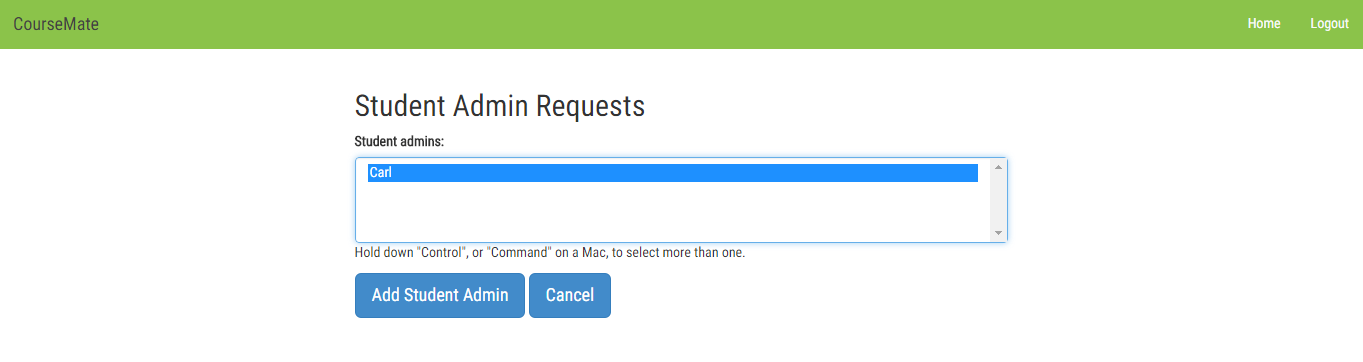 CourseMate Home Logout
Student Admin Requests
Student admins:
Carl
Hold down "Control", or "Command" on a Mac, to select more than one.
Add Student Admin Cancel